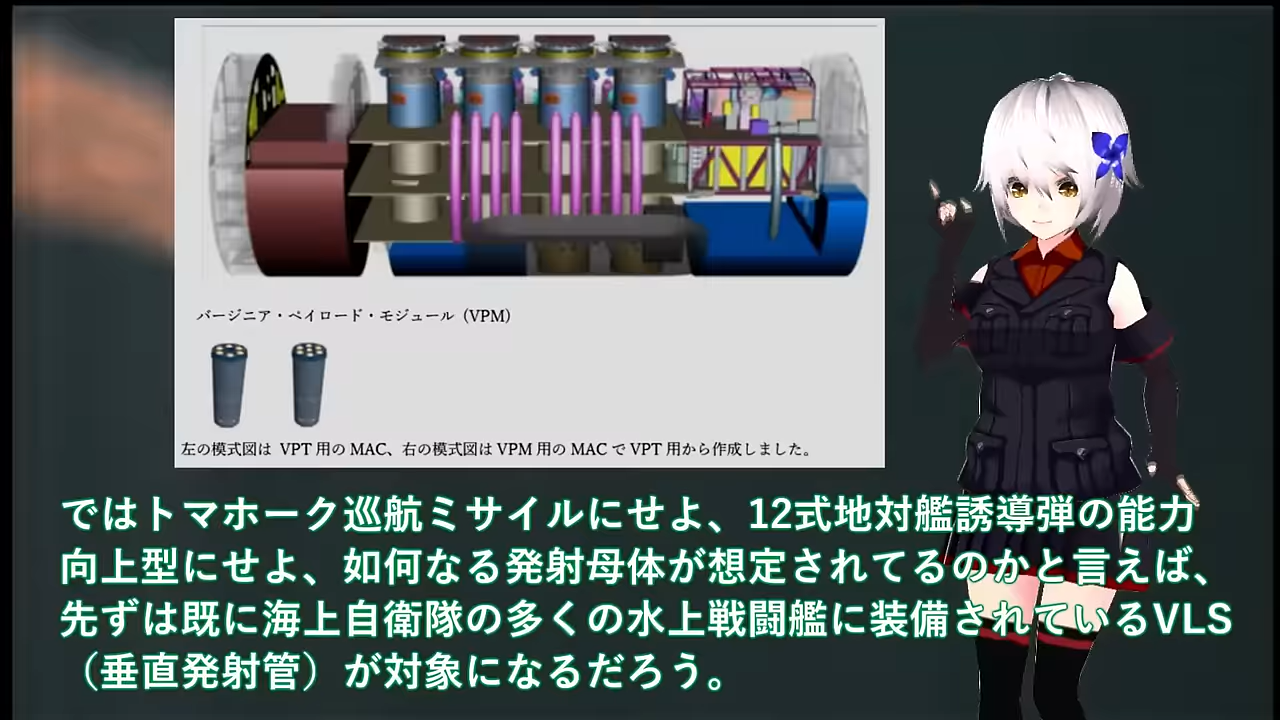 バージニア・ペイロード・モジュール（VPM）
左の模式図は VPT 用の MAC、右の模式図は VPM 用の MAC で VPT 用から作成しました。
ではトマホーク巡航ミサイルにせよ、12式地対艦誘導弾の能力
向上型にせよ、如何なる発射母体が想定されてるのかと言えば、
先ずは既に海上自衛隊の多くの水上戦闘艦に装備されているVLS
（垂直発射管）が対象になるだろう。